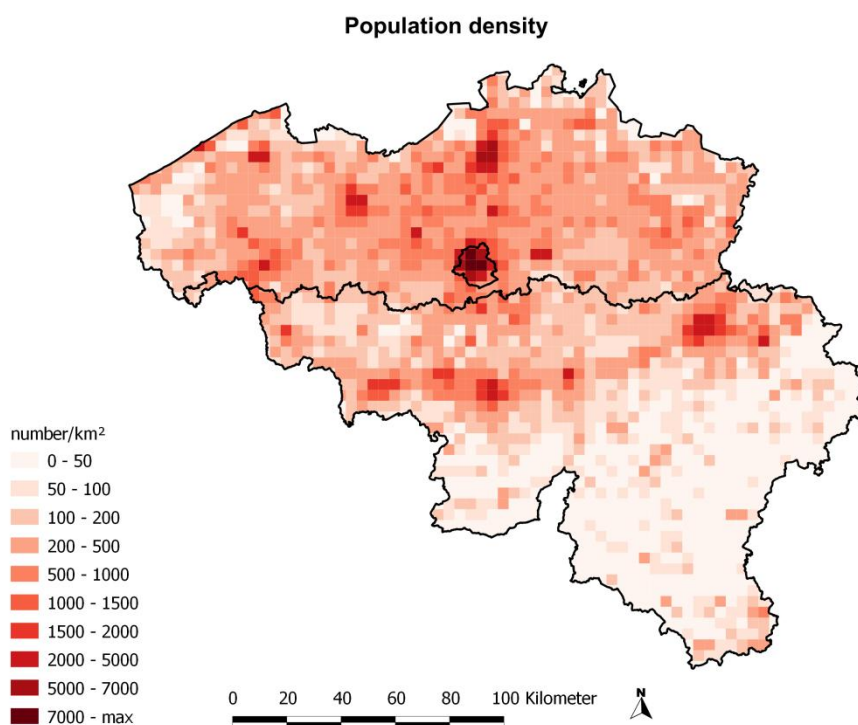 Population density
number/km²
0 - 50
50 - 100
100 - 200
200 - 500
500 - 1000
1000 - 1500
1500 - 2000
2000 - 5000
5000 - 7000
7000 - max
0 20 40 60 80 100 Kilometer
N